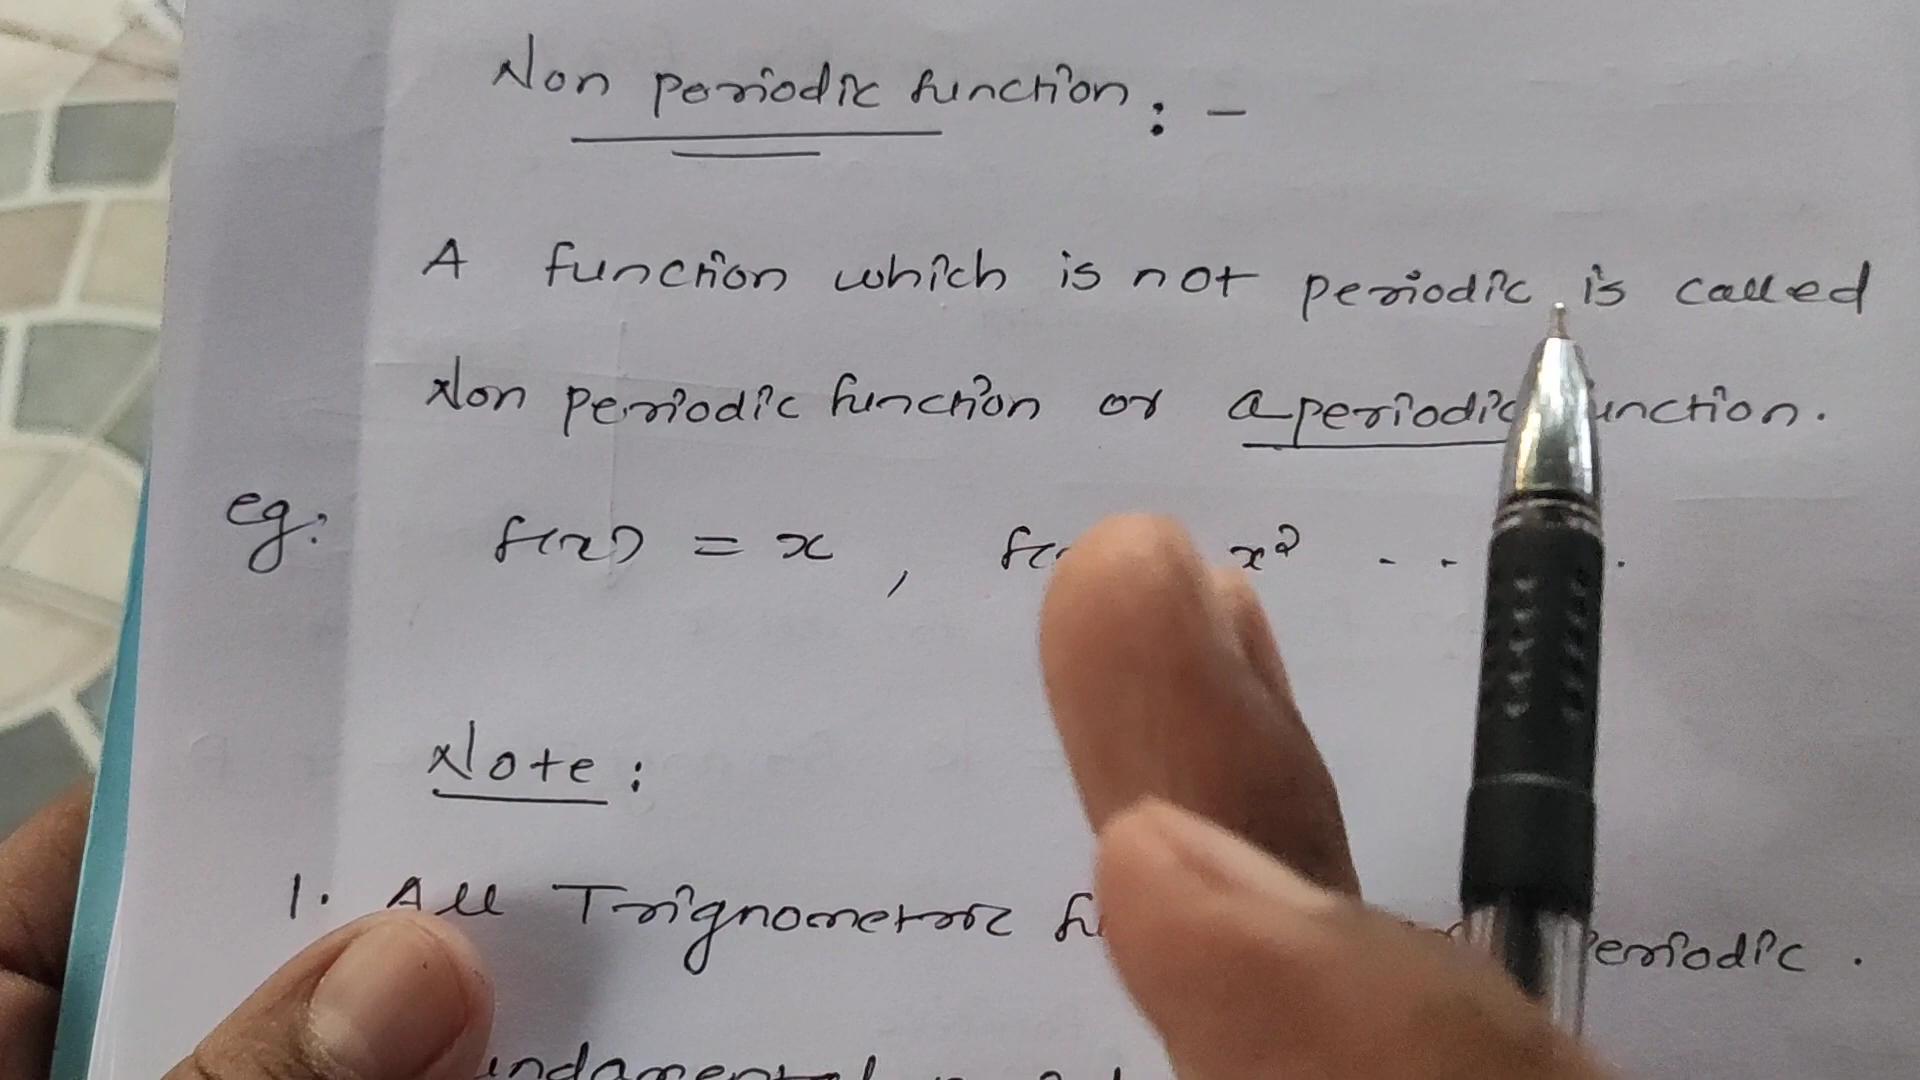 Non periodic function : -
A function which is not periodic is called
Non periodic function or aperiodic function.
eg: f(x) = x , f( x² - - .
Note :
1. All Trignometric periodic .